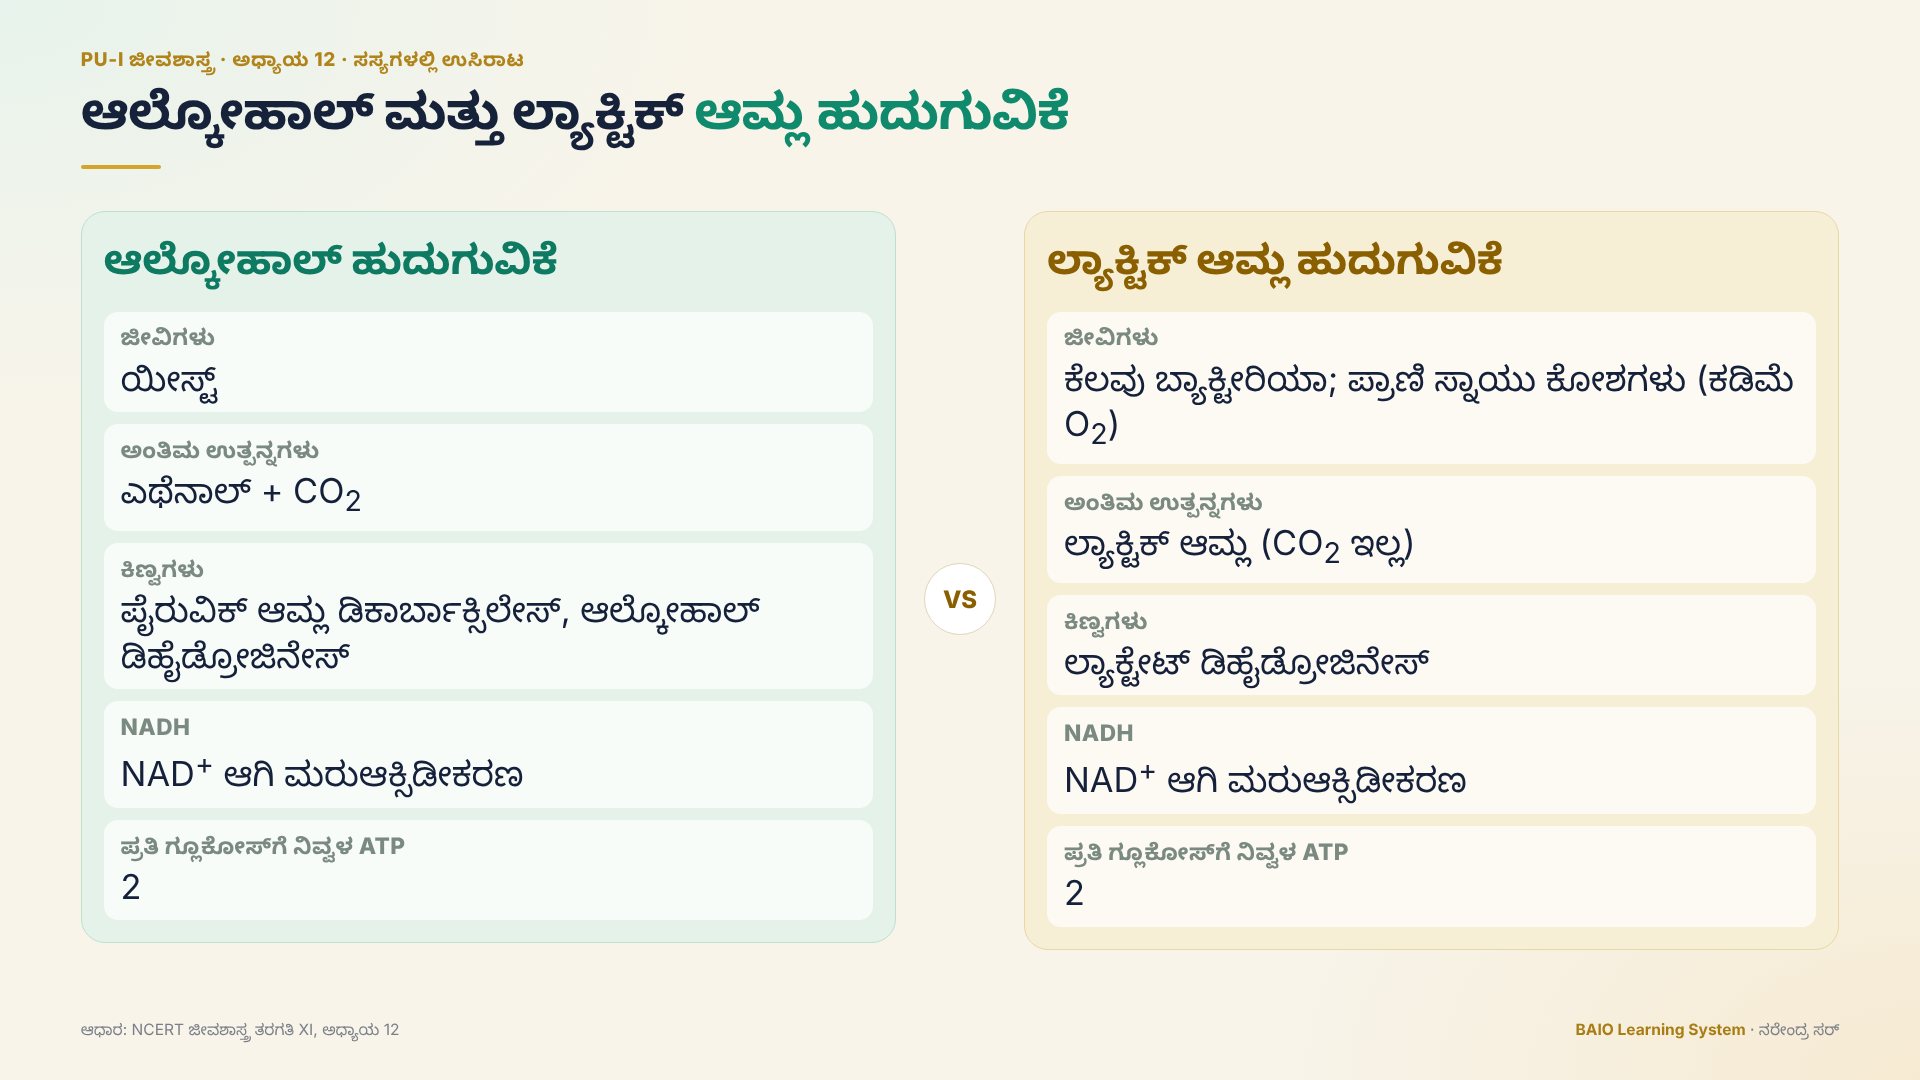 PU-I ಜೀವಶಾಸ್ತ್ರ · ಅಧ್ಯಾಯ 12 · ಸಸ್ಯಗಳಲ್ಲಿ ಉಸಿರಾಟ
ಆಲ್ಕೋಹಾಲ್ ಮತ್ತು ಲ್ಯಾಕ್ಟಿಕ್ ಆಮ್ಲ ಹುದುಗುವಿಕೆ
ಆಲ್ಕೋಹಾಲ್ ಹುದುಗುವಿಕೆ
ಜೀವಿಗಳು
ಯೀಸ್ಟ್
ಅಂತಿಮ ಉತ್ಪನ್ನಗಳು
ಎಥೆನಾಲ್ + CO₂
ಕಿಣ್ವಗಳು
ಪೈರುವಿಕ್ ಆಮ್ಲ ಡಿಕಾರ್ಬಾಕ್ಸಿಲೇಸ್, ಆಲ್ಕೋಹಾಲ್
ಡಿಹೈಡ್ರೋಜಿನೇಸ್
NADH
NAD⁺ ಆಗಿ ಮರುಆಕ್ಸಿಡೀಕರಣ
ಪ್ರತಿ ಗ್ಲೂಕೋಸ್‌ಗೆ ನಿವ್ವಳ ATP
2
VS
ಲ್ಯಾಕ್ಟಿಕ್ ಆಮ್ಲ ಹುದುಗುವಿಕೆ
ಜೀವಿಗಳು
ಕೆಲವು ಬ್ಯಾಕ್ಟೀರಿಯಾ; ಪ್ರಾಣಿ ಸ್ನಾಯು ಕೋಶಗಳು (ಕಡಿಮೆ
O₂)
ಅಂತಿಮ ಉತ್ಪನ್ನಗಳು
ಲ್ಯಾಕ್ಟಿಕ್ ಆಮ್ಲ (CO₂ ಇಲ್ಲ)
ಕಿಣ್ವಗಳು
ಲ್ಯಾಕ್ಟೇಟ್ ಡಿಹೈಡ್ರೋಜಿನೇಸ್
NADH
NAD⁺ ಆಗಿ ಮರುಆಕ್ಸಿಡೀಕರಣ
ಪ್ರತಿ ಗ್ಲೂಕೋಸ್‌ಗೆ ನಿವ್ವಳ ATP
2
ಆಧಾರ: NCERT ಜೀವಶಾಸ್ತ್ರ ತರಗತಿ XI, ಅಧ್ಯಾಯ 12
BAIO Learning System · ನರೇಂದ್ರ ಸರ್